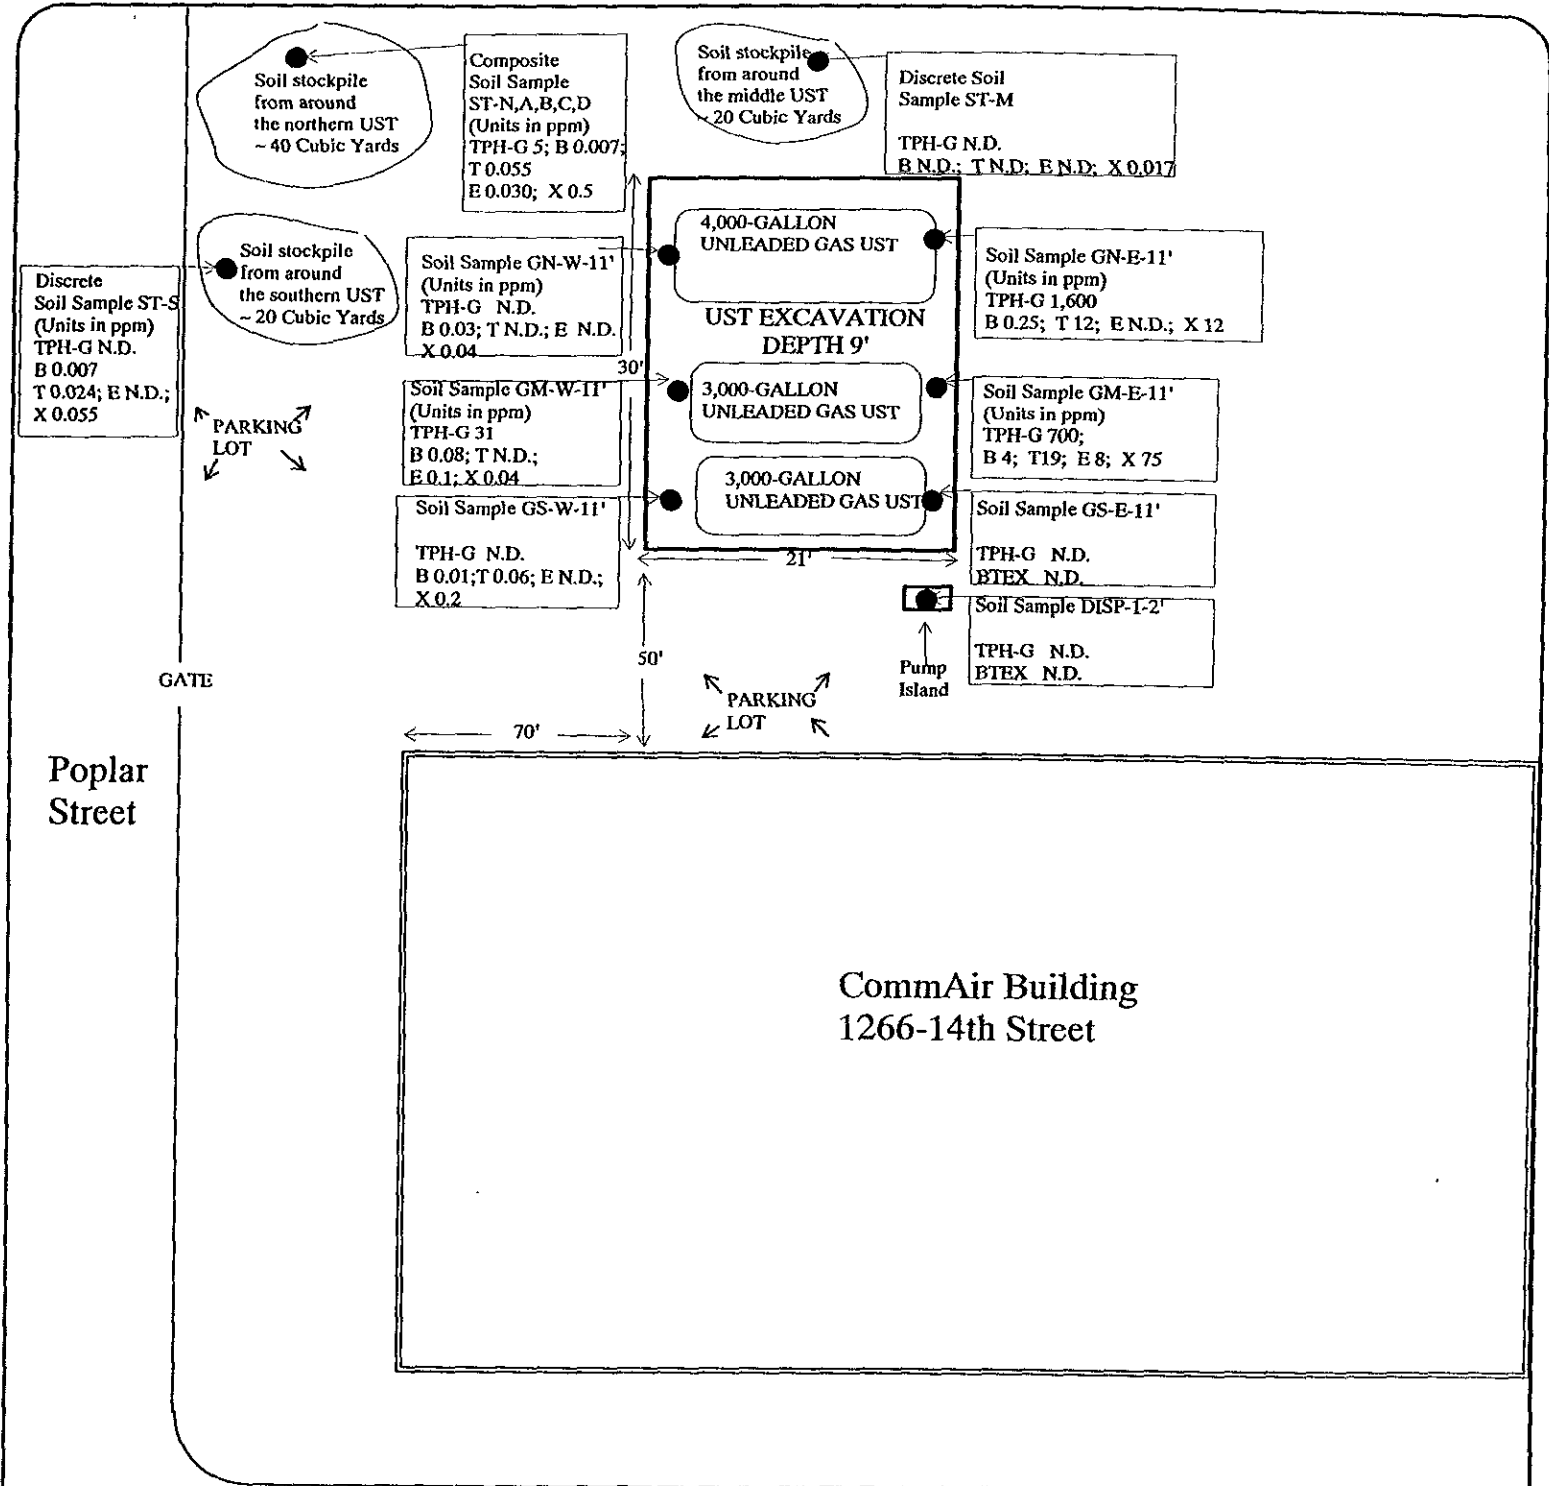 Soil stockpile
from around
the northern UST
~ 40 Cubic Yards
Composite
Soil Sample
ST-N,A,B,C,D
(Units in ppm)
TPH-G 5; B 0.007;
T 0.055
E 0.030; X 0.5
Soil stockpile
from around
the middle UST
~ 20 Cubic Yards
Discrete Soil
Sample ST-M
TPH-G N.D.
B N.D.; T N.D; E N.D; X 0.017
Discrete
Soil Sample ST-S
(Units in ppm)
TPH-G N.D.
B 0.007
T 0.024; E N.D.;
X 0.055
Soil stockpile
from around
the southern UST
~ 20 Cubic Yards
Soil Sample GN-W-11'
(Units in ppm)
TPH-G N.D.
B 0.03; T N.D.; E N.D.
X 0.04
4,000-GALLON
UNLEADED GAS UST
UST EXCAVATION
DEPTH 9'
Soil Sample GN-E-11'
(Units in ppm)
TPH-G 1,600
B 0.25; T 12; E N.D.; X 12
30'
PARKING
LOT
Soil Sample GM-W-11'
(Units in ppm)
TPH-G 31
B 0.08; T N.D.;
E 0.1; X 0.04
3,000-GALLON
UNLEADED GAS UST
Soil Sample GM-E-11'
(Units in ppm)
TPH-G 700;
B 4; T19; E 8; X 75
Soil Sample GS-W-11'
TPH-G N.D.
B 0.01;T 0.06; E N.D.;
X 0.2
3,000-GALLON
UNLEADED GAS UST
Soil Sample GS-E-11'
TPH-G N.D.
BTEX N.D.
21'
Soil Sample DISP-1-2'
TPH-G N.D.
BTEX N.D.
50'
Pump
Island
GATE
PARKING
LOT
70'
Poplar
Street
CommAir Building
1266-14th Street